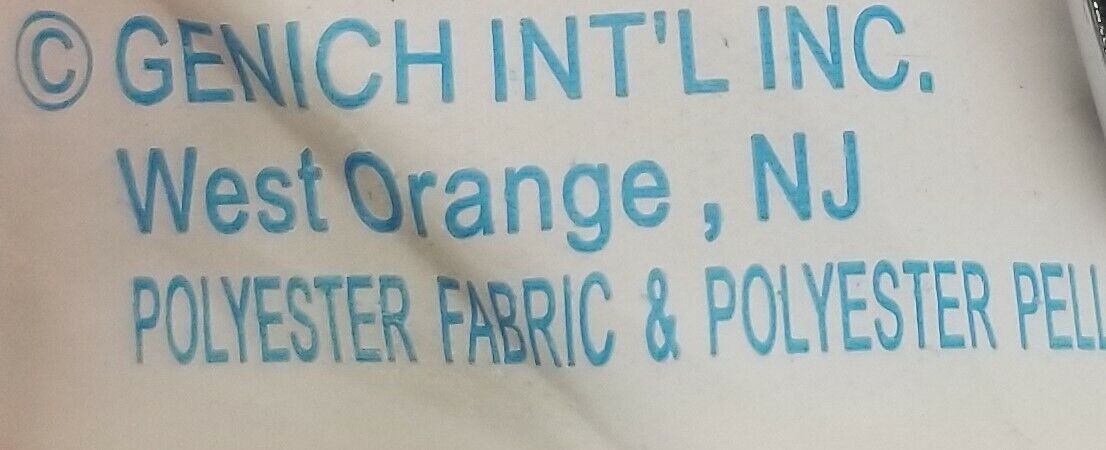 © GENICH INT'L INC.
West Orange , NJ
POLYESTER FABRIC & POLYESTER PELL